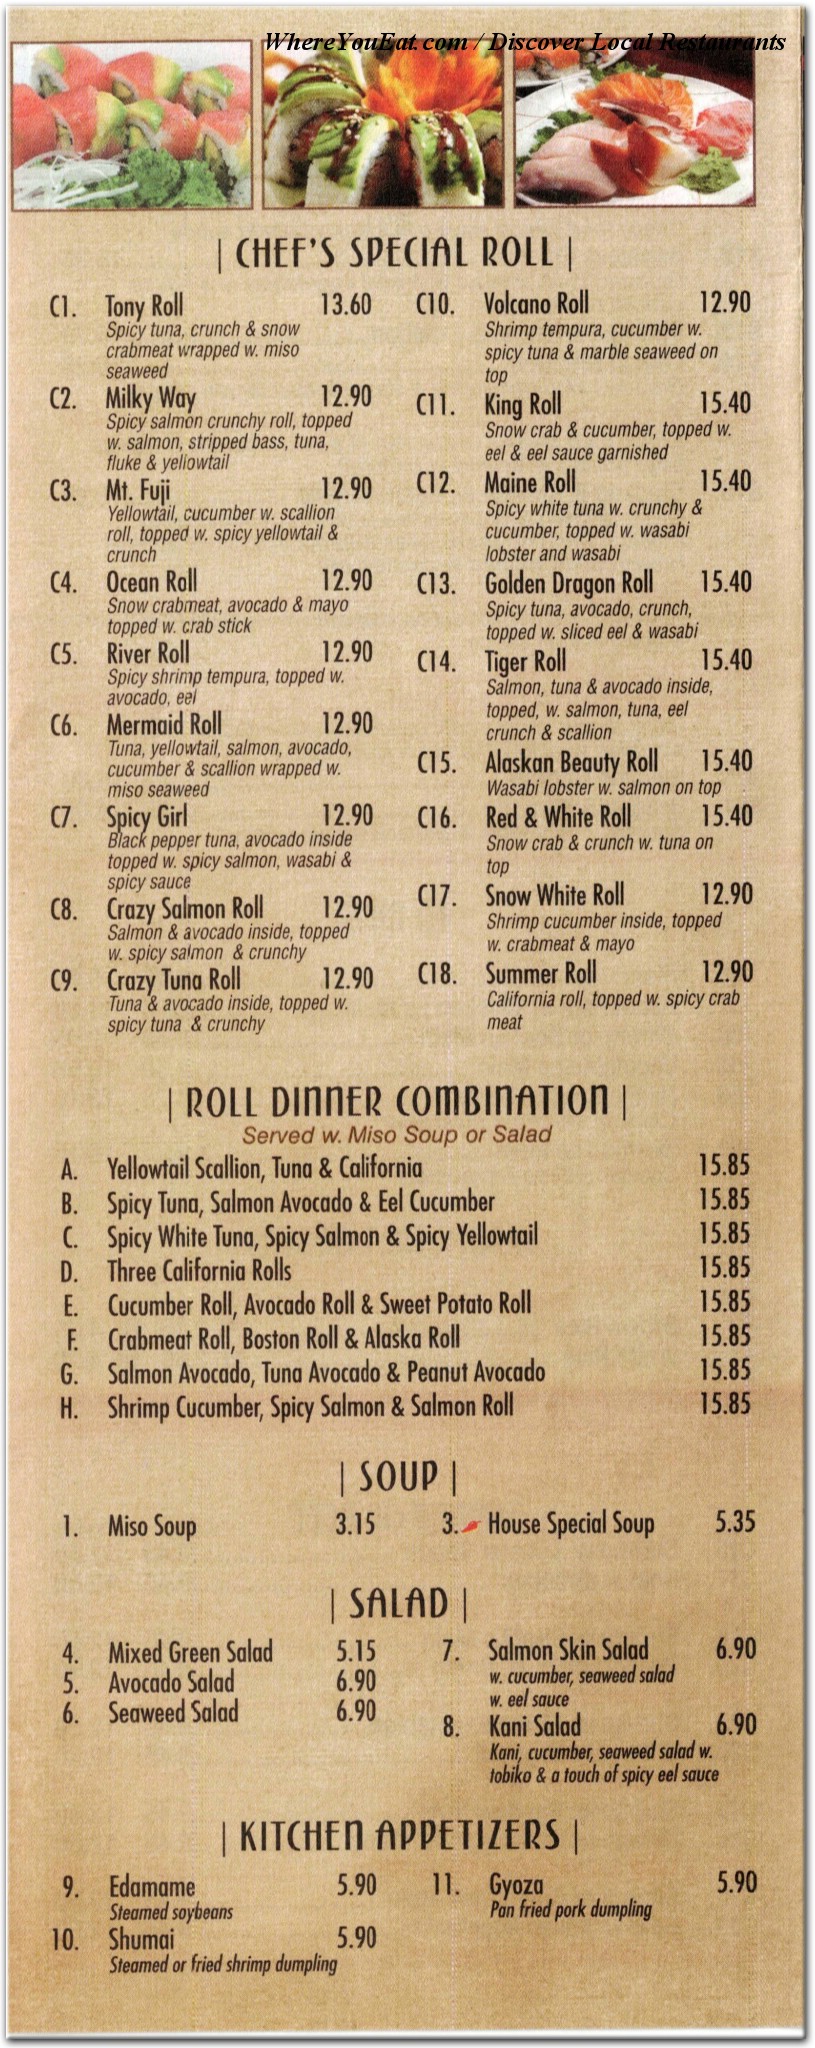 WhereYouEat.com / Discover Local Restaurants
| CHEF'S SPECIAL ROLL |
C1. Tony Roll 13.60
Spicy tuna, crunch & snow
crabmeat wrapped w. miso
seaweed
C2. Milky Way 12.90
Spicy salmon crunchy roll, topped
w. salmon, stripped bass, tuna,
fluke & yellowtail
C3. Mt. Fuji 12.90
Yellowtail, cucumber w. scallion
roll, topped w. spicy yellowtail &
crunch
C4. Ocean Roll 12.90
Snow crabmeat, avocado & mayo
topped w. crab stick
C5. River Roll 12.90
Spicy shrimp tempura, topped w.
avocado, eel
C6. Mermaid Roll 12.90
Tuna, yellowtail, salmon, avocado,
cucumber & scallion wrapped w.
miso seaweed
C7. Spicy Girl 12.90
Black pepper tuna, avocado inside
topped w. spicy salmon, wasabi &
spicy sauce
C8. Crazy Salmon Roll 12.90
Salmon & avocado inside, topped
w. spicy salmon & crunchy
C9. Crazy Tuna Roll 12.90
Tuna & avocado inside, topped w.
spicy tuna & crunchy
C10. Volcano Roll 12.90
Shrimp tempura, cucumber w.
spicy tuna & marble seaweed on
top
C11. King Roll 15.40
Snow crab & cucumber, topped w.
eel & eel sauce garnished
C12. Maine Roll 15.40
Spicy white tuna w. crunchy &
cucumber, topped w. wasabi
lobster and wasabi
C13. Golden Dragon Roll 15.40
Spicy tuna, avocado, crunch,
topped w. sliced eel & wasabi
C14. Tiger Roll 15.40
Salmon, tuna & avocado inside,
topped, w. salmon, tuna, eel
crunch & scallion
C15. Alaskan Beauty Roll 15.40
Wasabi lobster w. salmon on top
C16. Red & White Roll 15.40
Snow crab & crunch w. tuna on
top
C17. Snow White Roll 12.90
Shrimp cucumber inside, topped
w. crabmeat & mayo
C18. Summer Roll 12.90
California roll, topped w. spicy crab
meat
| ROLL DINNER COMBINATION |
Served w. Miso Soup or Salad
A. Yellowtail Scallion, Tuna & California 15.85
B. Spicy Tuna, Salmon Avocado & Eel Cucumber 15.85
C. Spicy White Tuna, Spicy Salmon & Spicy Yellowtail 15.85
D. Three California Rolls 15.85
E. Cucumber Roll, Avocado Roll & Sweet Potato Roll 15.85
F. Crabmeat Roll, Boston Roll & Alaska Roll 15.85
G. Salmon Avocado, Tuna Avocado & Peanut Avocado 15.85
H. Shrimp Cucumber, Spicy Salmon & Salmon Roll 15.85
| SOUP |
1. Miso Soup 3.15
3. House Special Soup 5.35
| SALAD |
4. Mixed Green Salad 5.15
5. Avocado Salad 6.90
6. Seaweed Salad 6.90
7. Salmon Skin Salad 6.90
w. cucumber, seaweed salad
w. eel sauce
8. Kani Salad 6.90
Kani, cucumber, seaweed salad w.
tobiko & a touch of spicy eel sauce
| KITCHEN APPETIZERS |
9. Edamame 5.90
Steamed soybeans
10. Shumai 5.90
Steamed or fried shrimp dumpling
11. Gyoza 5.90
Pan fried pork dumpling